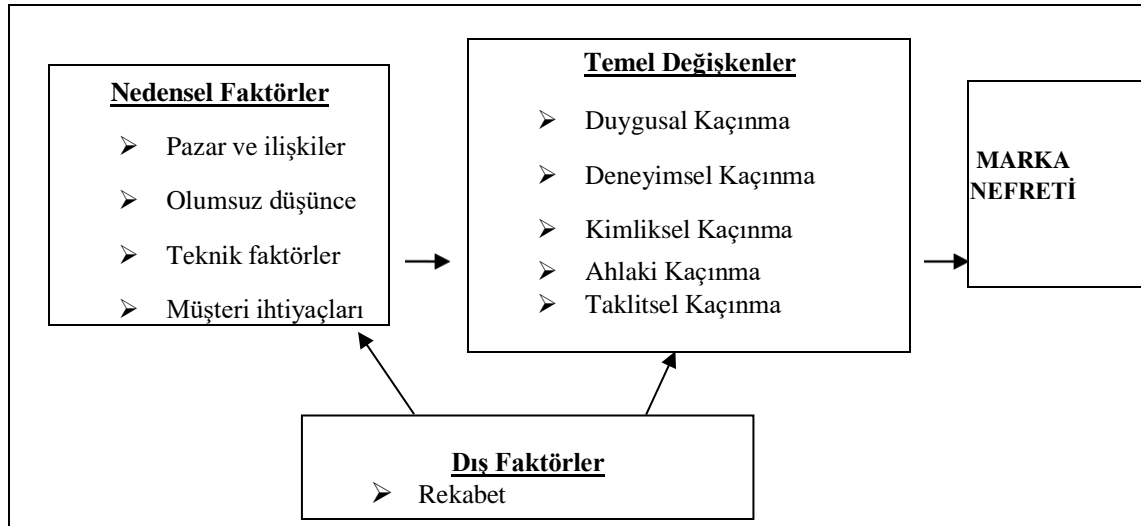 Nedensel Faktörler
➢ Pazar ve ilişkiler
➢ Olumsuz düşünce
➢ Teknik faktörler
➢ Müşteri ihtiyaçları
Temel Değişkenler
➢ Duygusal Kaçınma
➢ Deneyimsel Kaçınma
➢ Kimliksel Kaçınma
➢ Ahlaki Kaçınma
➢ Taklitsel Kaçınma
MARKA
NEFRETİ
Dış Faktörler
➢ Rekabet